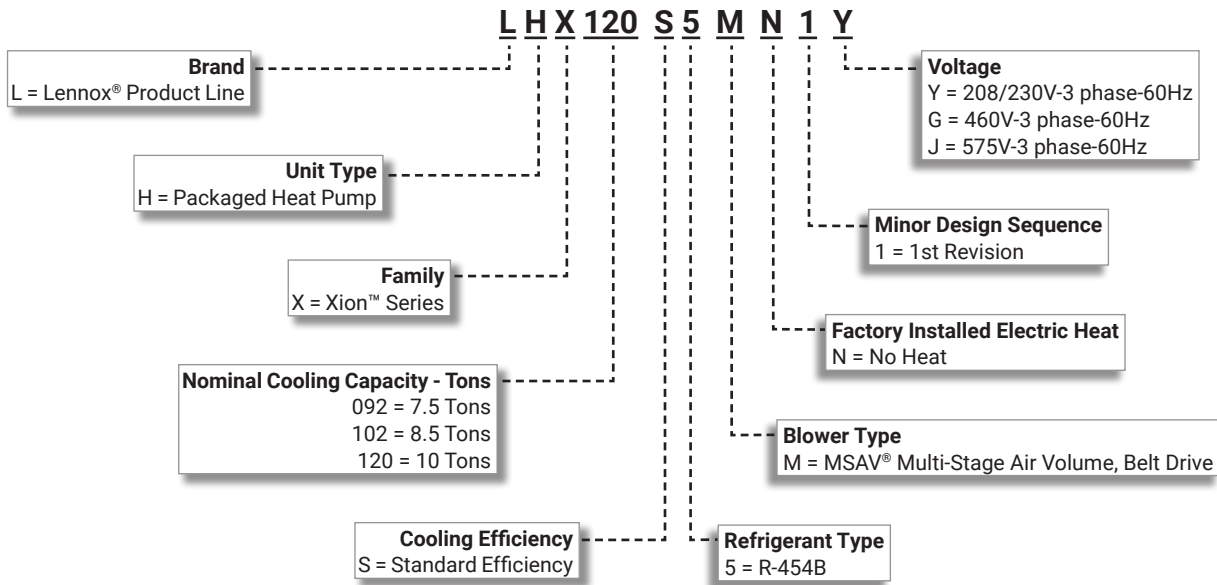 L H X 120 S 5 M N 1 Y
Brand
L = Lennox® Product Line
Unit Type
H = Packaged Heat Pump
Family
X = Xion™ Series
Nominal Cooling Capacity - Tons
092 = 7.5 Tons
102 = 8.5 Tons
120 = 10 Tons
Cooling Efficiency
S = Standard Efficiency
Voltage
Y = 208/230V-3 phase-60Hz
G = 460V-3 phase-60Hz
J = 575V-3 phase-60Hz
Minor Design Sequence
1 = 1st Revision
Factory Installed Electric Heat
N = No Heat
Blower Type
M = MSAV® Multi-Stage Air Volume, Belt Drive
Refrigerant Type
5 = R-454B